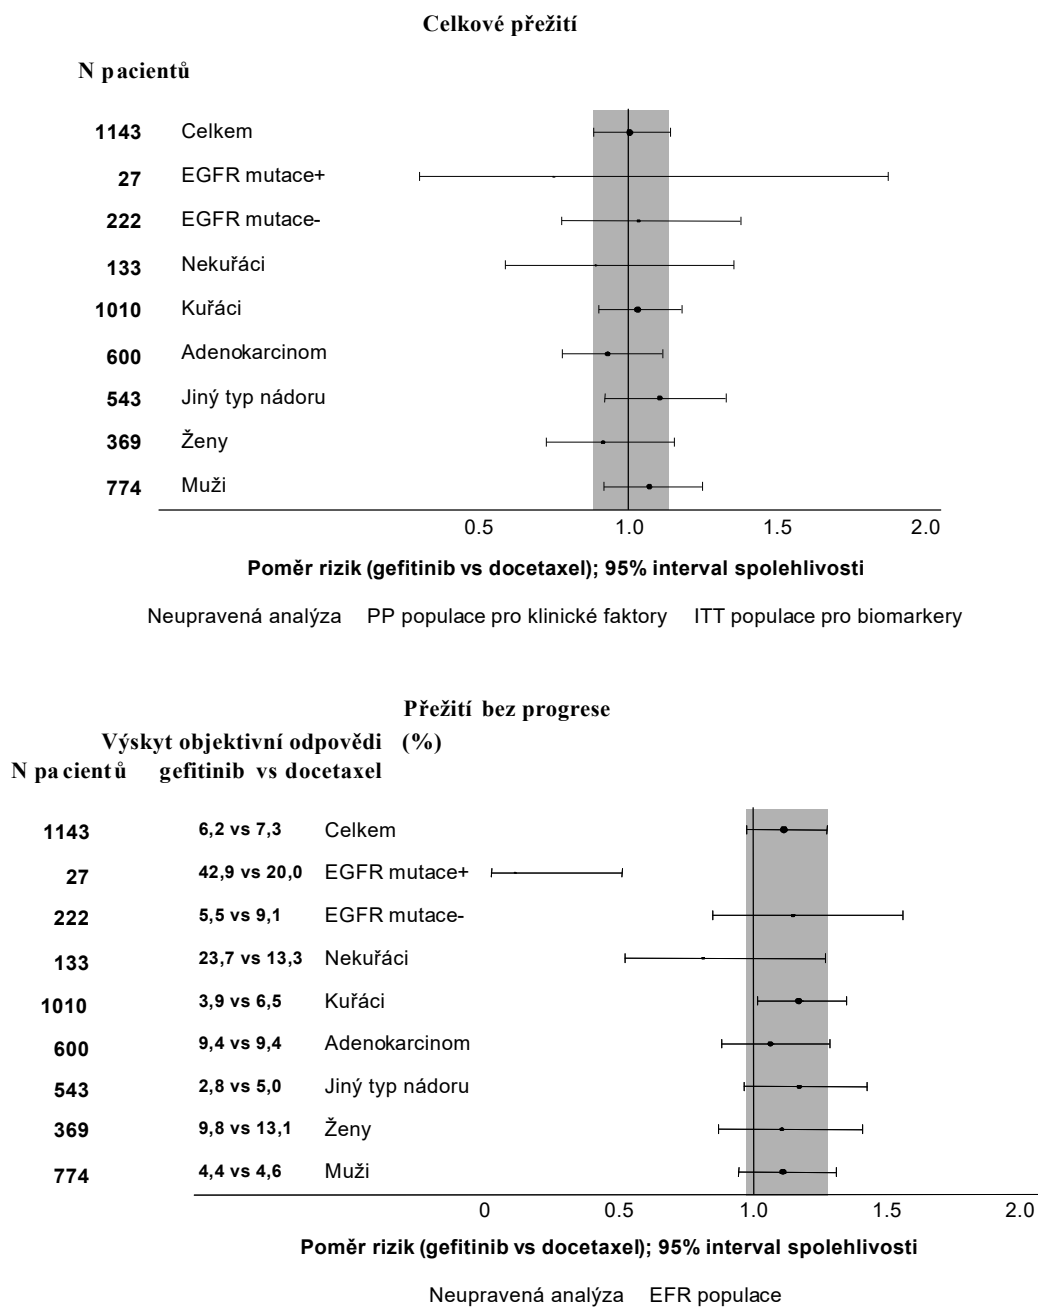 Celkové přežití
N pacientů
1143 Celkem
27 EGFR mutace+
222 EGFR mutace-
133 Nekuřáci
1010 Kuřáci
600 Adenokarcinom
543 Jiný typ nádoru
369 Ženy
774 Muži
0.5 1.0 1.5 2.0
Poměr rizik (gefitinib vs docetaxel); 95% interval spolehlivosti
Neupravená analýza PP populace pro klinické faktory ITT populace pro biomarkery
Přežití bez progrese
Výskyt objektivní odpovědi (%)
N pacientů gefitinib vs docetaxel
1143 6,2 vs 7,3 Celkem
27 42,9 vs 20,0 EGFR mutace+
222 5,5 vs 9,1 EGFR mutace-
133 23,7 vs 13,3 Nekuřáci
1010 3,9 vs 6,5 Kuřáci
600 9,4 vs 9,4 Adenokarcinom
543 2,8 vs 5,0 Jiný typ nádoru
369 9,8 vs 13,1 Ženy
774 4,4 vs 4,6 Muži
0 0.5 1.0 1.5 2.0
Poměr rizik (gefitinib vs docetaxel); 95% interval spolehlivosti
Neupravená analýza EFR populace